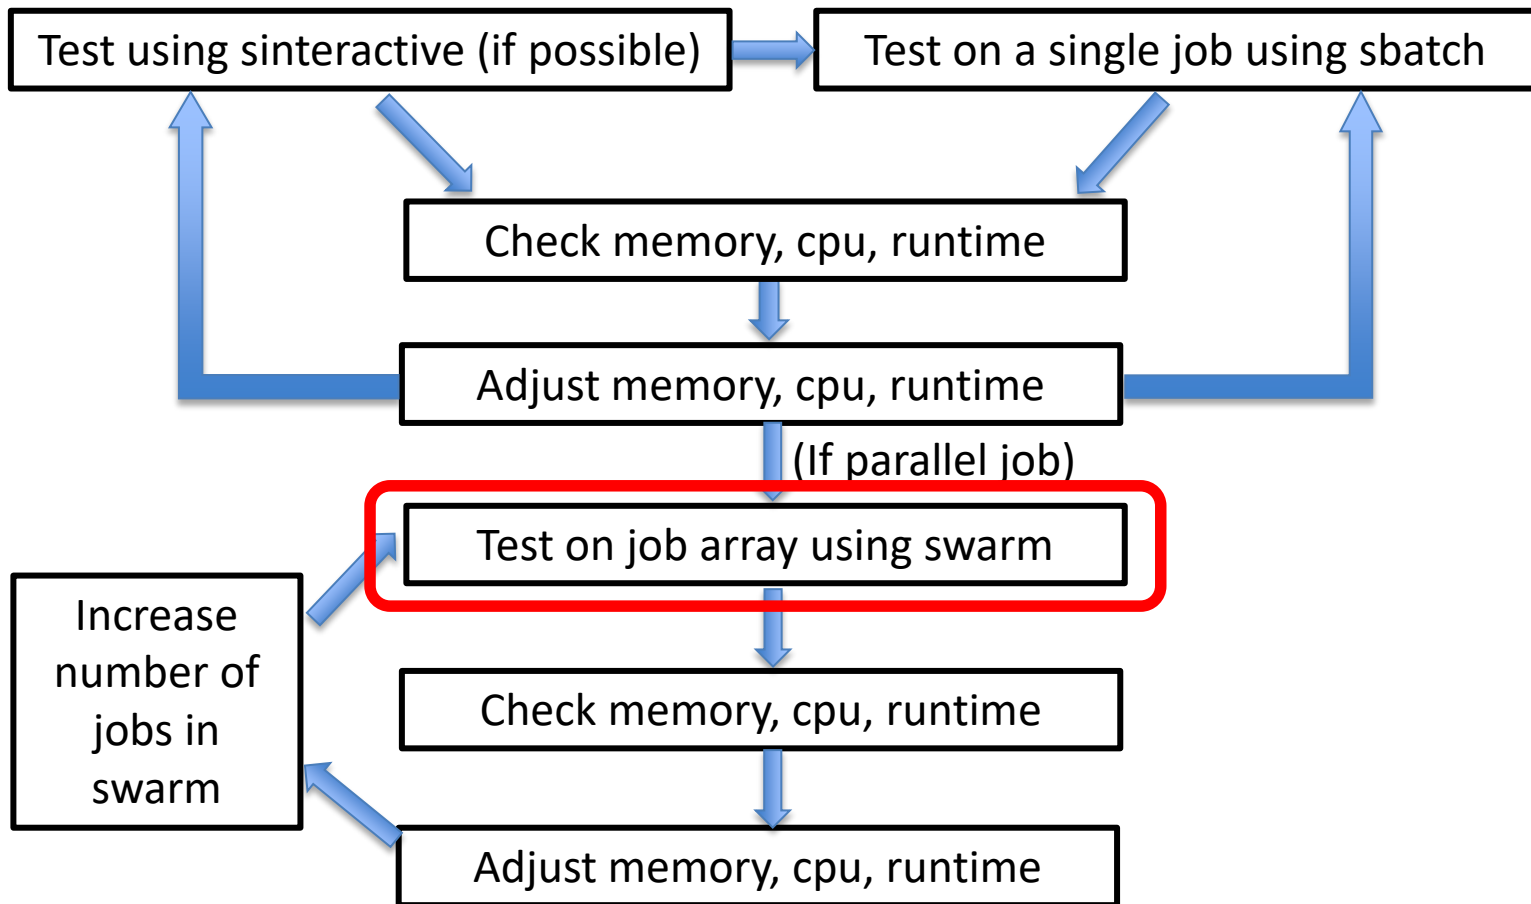 Test using sinteractive (if possible)
Test on a single job using sbatch
Check memory, cpu, runtime
Adjust memory, cpu, runtime
(If parallel job)
Test on job array using swarm
Increase
number of
jobs in
swarm
Check memory, cpu, runtime
Adjust memory, cpu, runtime